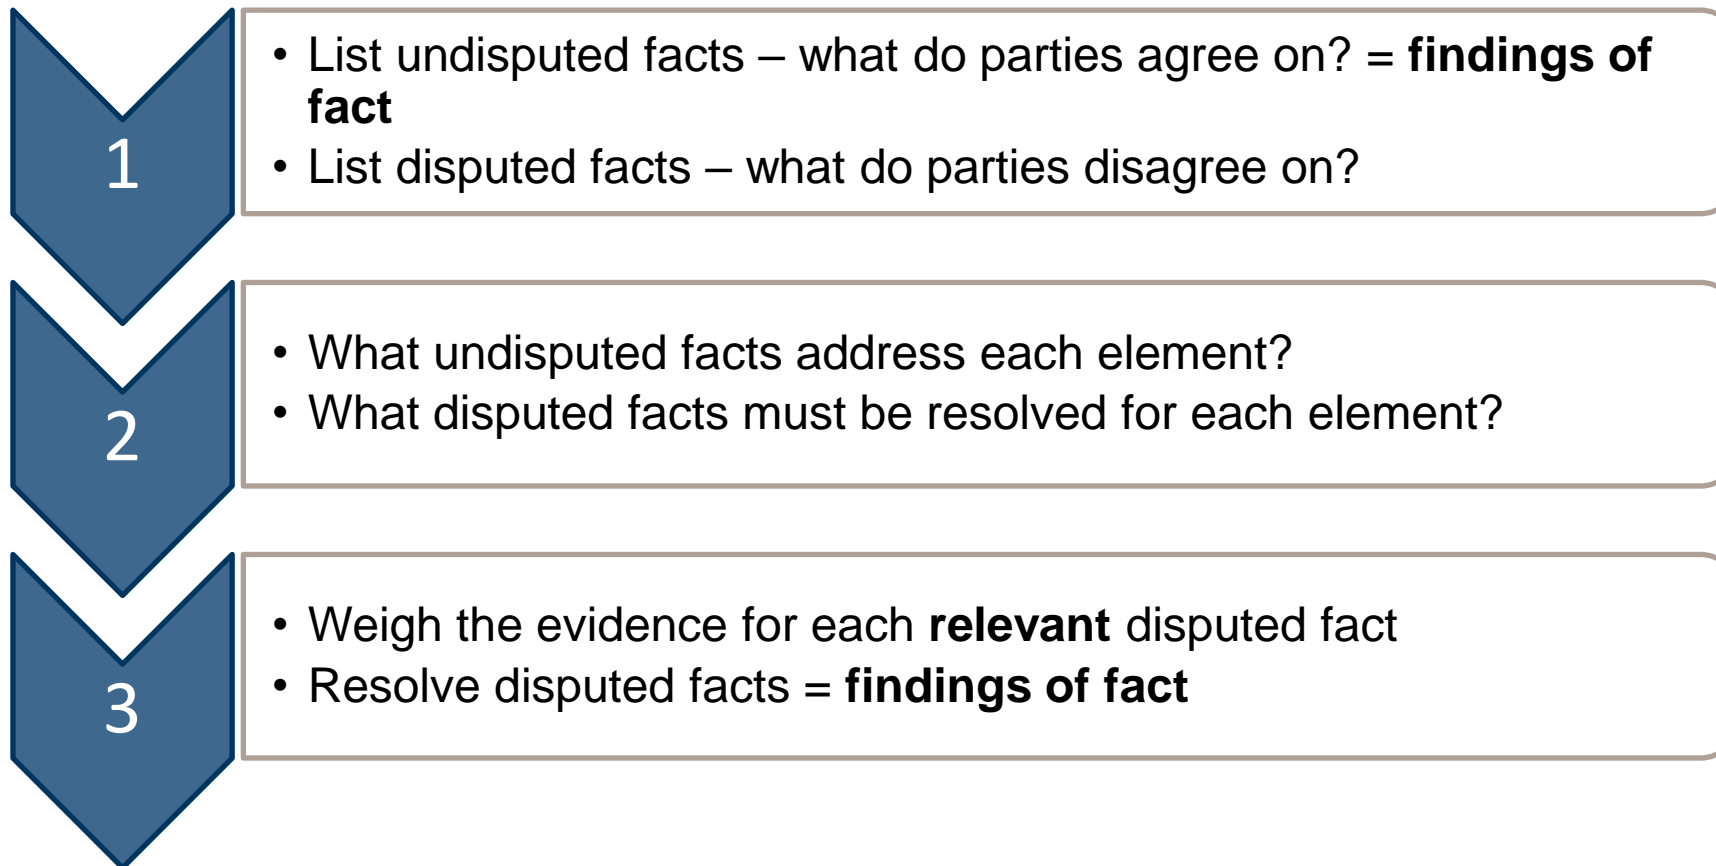 1
• List undisputed facts – what do parties agree on? = findings of
fact
• List disputed facts – what do parties disagree on?
2
• What undisputed facts address each element?
• What disputed facts must be resolved for each element?
3
• Weigh the evidence for each relevant disputed fact
• Resolve disputed facts = findings of fact